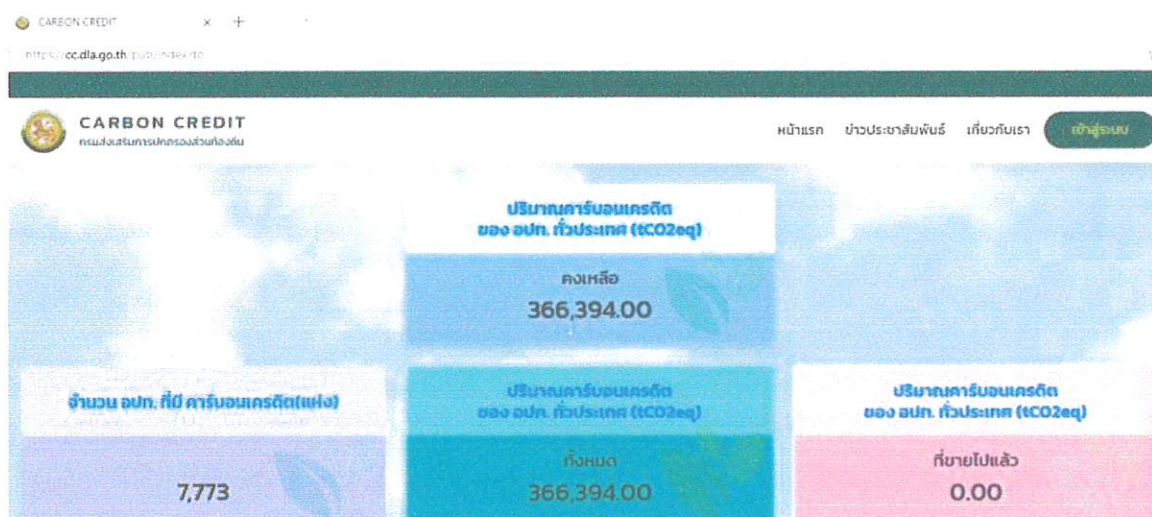 CARBON CREDIT
https://cc.dla.go.th/pub/index/do
CARBON CREDIT
กรมส่งเสริมการปกครองส่วนท้องถิ่น
หน้าแรก ข่าวประชาสัมพันธ์ เกี่ยวกับเรา เข้าสู่ระบบ
ปริมาณคาร์บอนเครดิต
ของ อปท. ทั่วประเทศ (tCO2eq)
คงเหลือ
366,394.00
จำนวน อปท. ที่มี คาร์บอนเครดิต(แห่ง)
7,773
ปริมาณคาร์บอนเครดิต
ของ อปท. ทั่วประเทศ (tCO2eq)
ทั้งหมด
366,394.00
ปริมาณคาร์บอนเครดิต
ของ อปท. ทั่วประเทศ (tCO2eq)
ที่ขายไปแล้ว
0.00